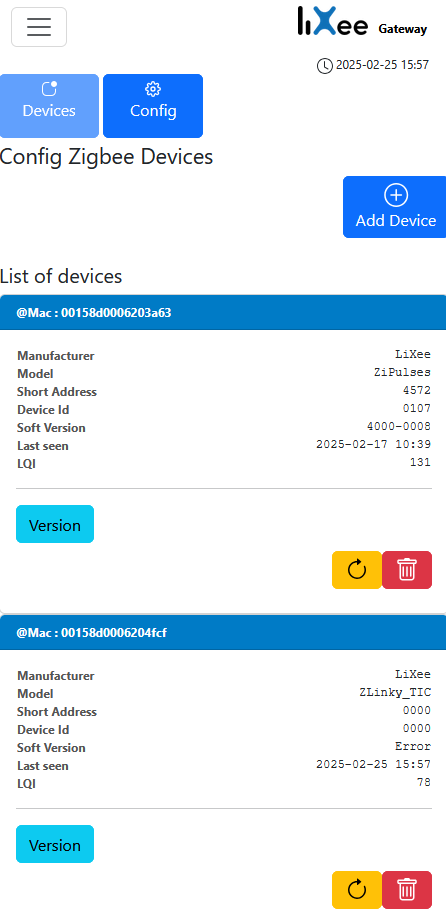 LiXee Gateway
2025-02-25 15:57
Devices
Config
Config Zigbee Devices
Add Device
List of devices
@Mac : 00158d0006203a63
Manufacturer LiXee
Model ZiPulses
Short Address 4572
Device Id 0107
Soft Version 4000-0008
Last seen 2025-02-17 10:39
LQI 131
Version
@Mac : 00158d0006204fcf
Manufacturer LiXee
Model ZLinky_TIC
Short Address 0000
Device Id 0000
Soft Version Error
Last seen 2025-02-25 15:57
LQI 78
Version